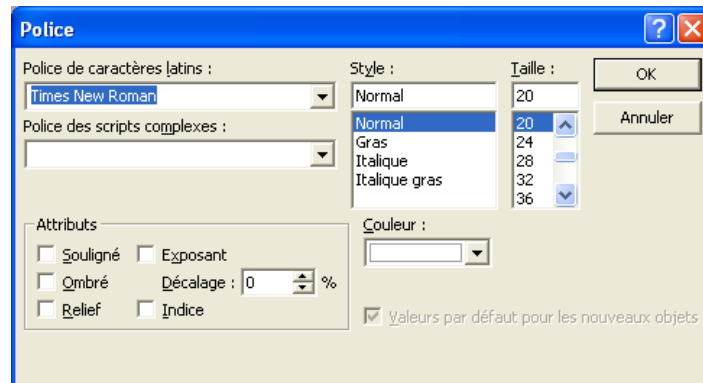 Police
Police de caractères latins :
Style :
Taille :
OK
Times New Roman
Normal
20
Police des scripts complexes :
Annuler
Normal
Gras
Italique
Italique gras
20
24
28
32
36
Attributs
Couleur :
Souligné
Exposant
Ombré
Décalage : 0 %
Relief
Indice
Valeurs par défaut pour les nouveaux objets